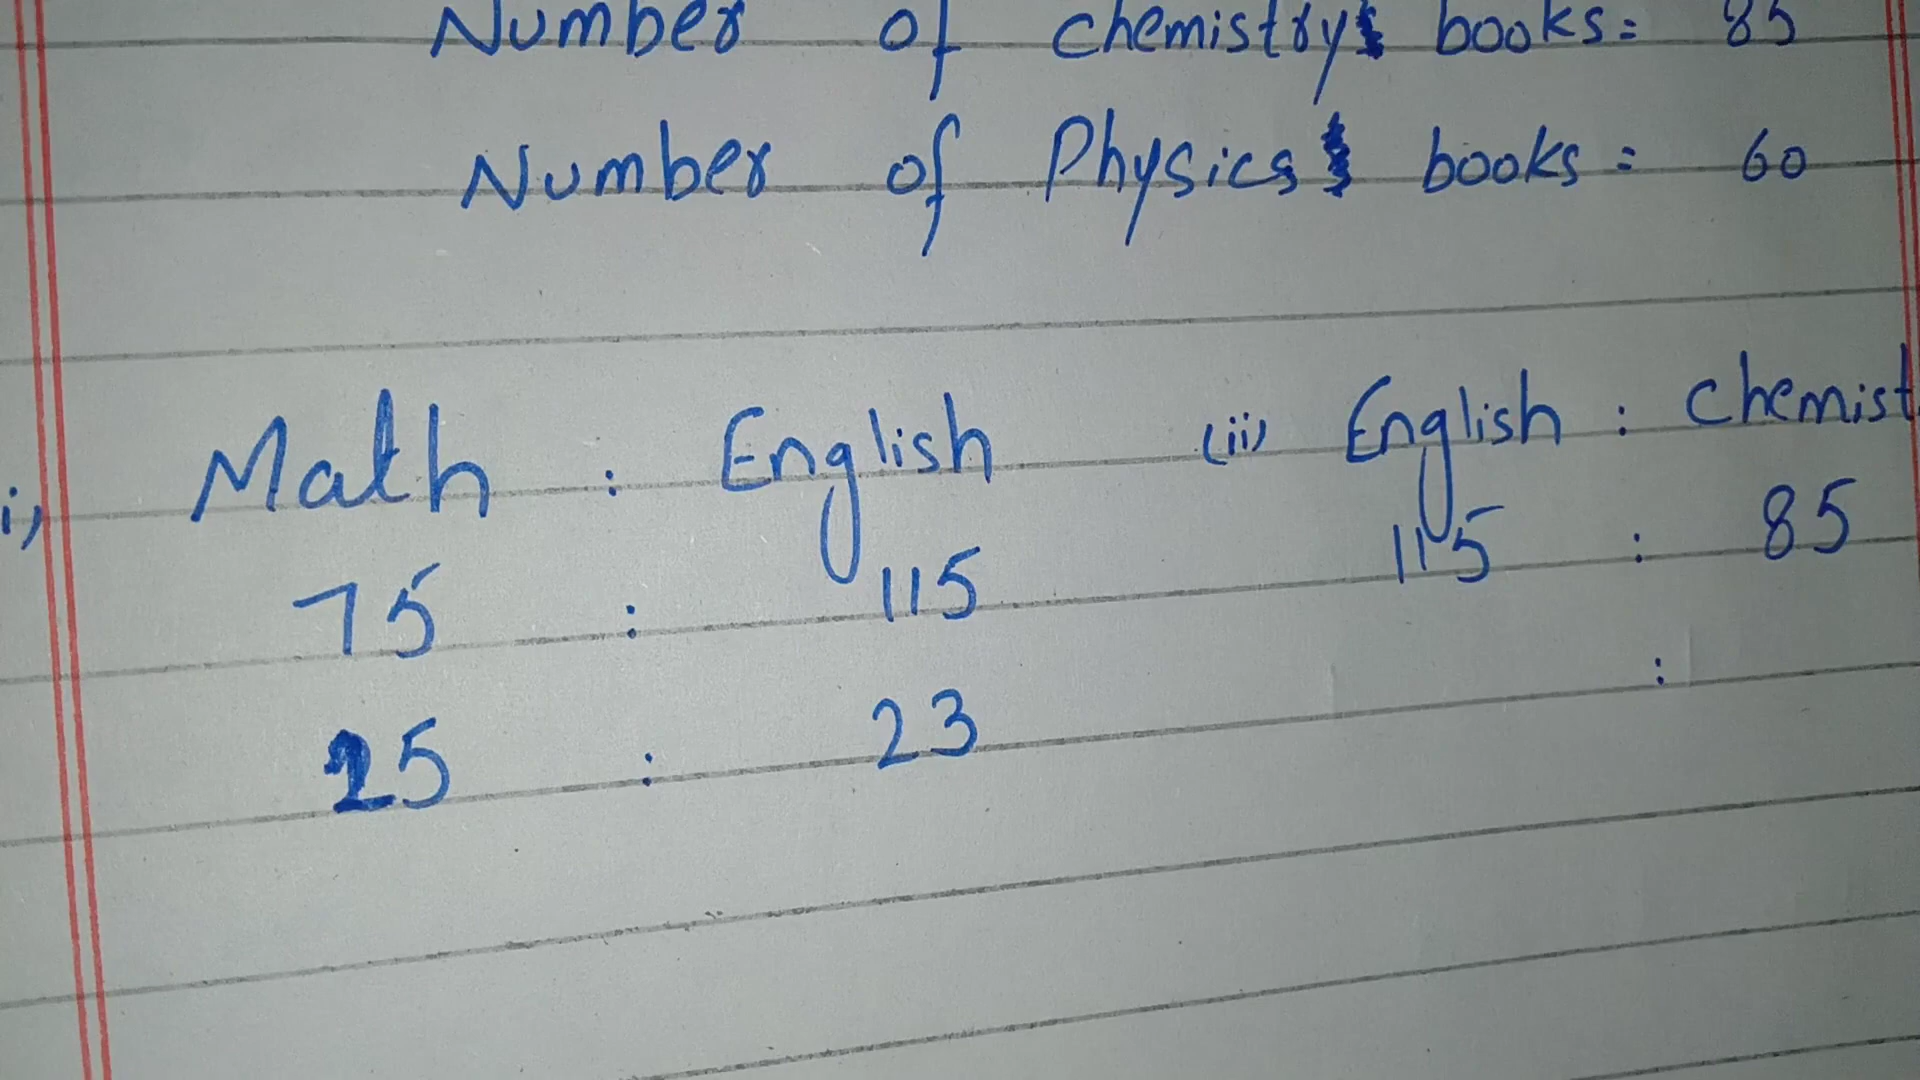 Number of chemistry books = 85
Number of Physics books = 60
i) Math : English (ii) English : Chemist
75 : 115 115 : 85
25 : 23 :